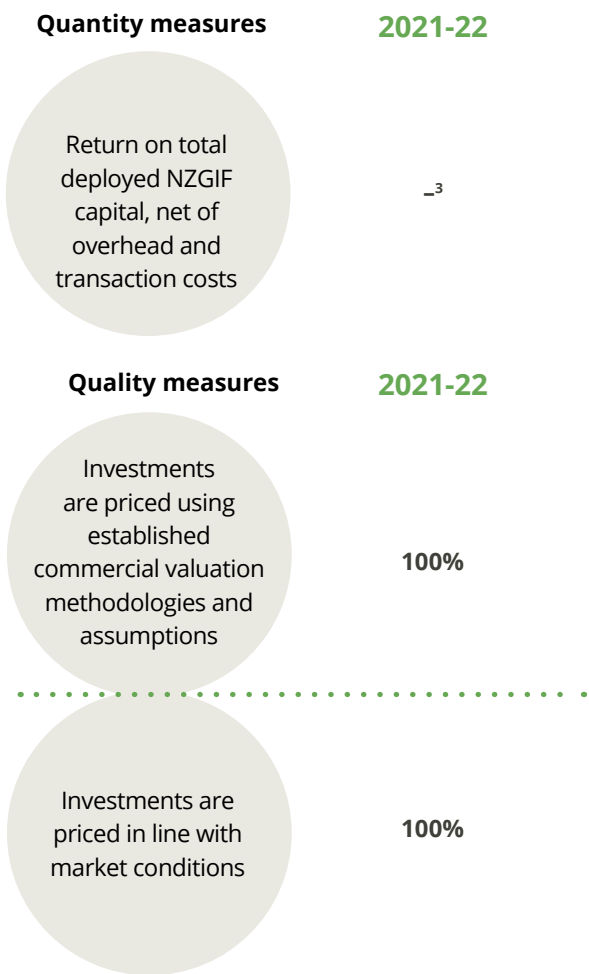 Quantity measures 2021-22
Return on total
deployed NZGIF
capital, net of
overhead and
transaction costs
–³
Quality measures 2021-22
Investments
are priced using
established
commercial valuation
methodologies and
assumptions
100%
Investments are
priced in line with
market conditions
100%